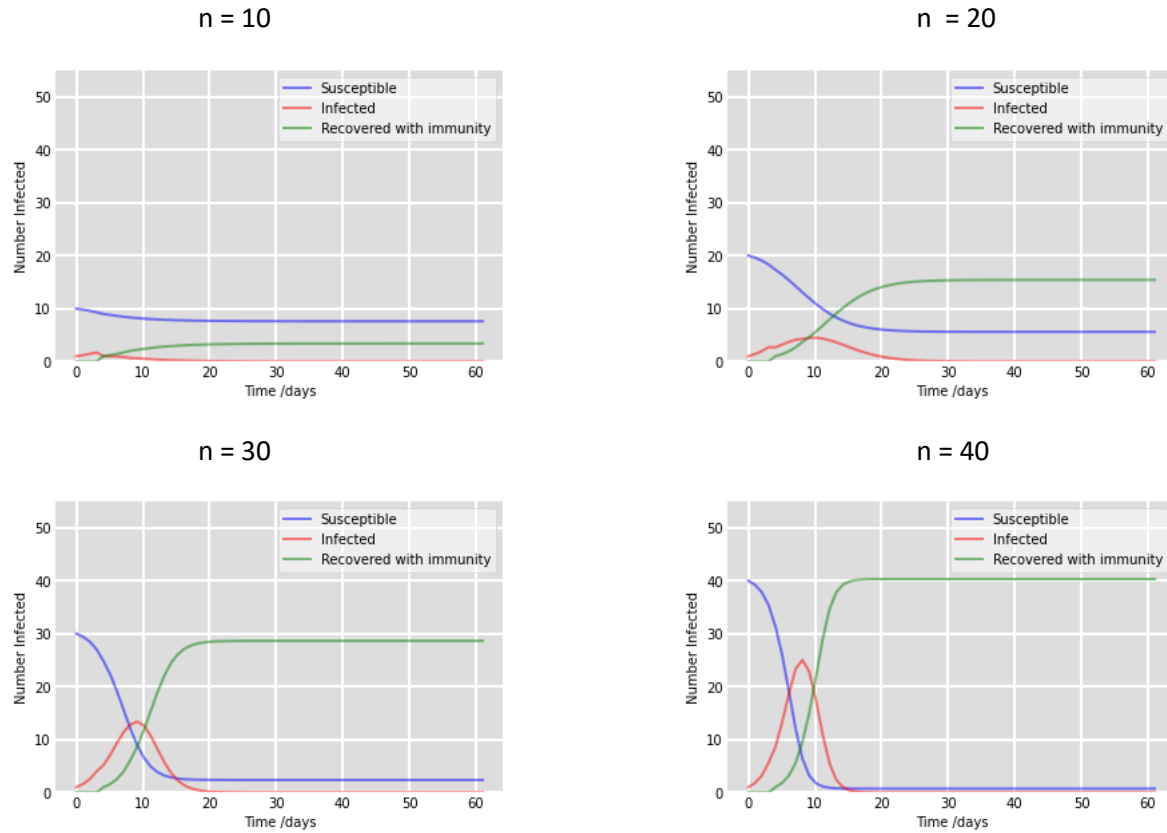 n = 10
n = 20
Susceptible
Infected
Recovered with immunity
Number Infected
50
40
30
20
10
0
0 10 20 30 40 50 60
Time /days
Susceptible
Infected
Recovered with immunity
Number Infected
50
40
30
20
10
0
0 10 20 30 40 50 60
Time /days
n = 30
n = 40
Susceptible
Infected
Recovered with immunity
Number Infected
50
40
30
20
10
0
0 10 20 30 40 50 60
Time /days
Susceptible
Infected
Recovered with immunity
Number Infected
50
40
30
20
10
0
0 10 20 30 40 50 60
Time /days